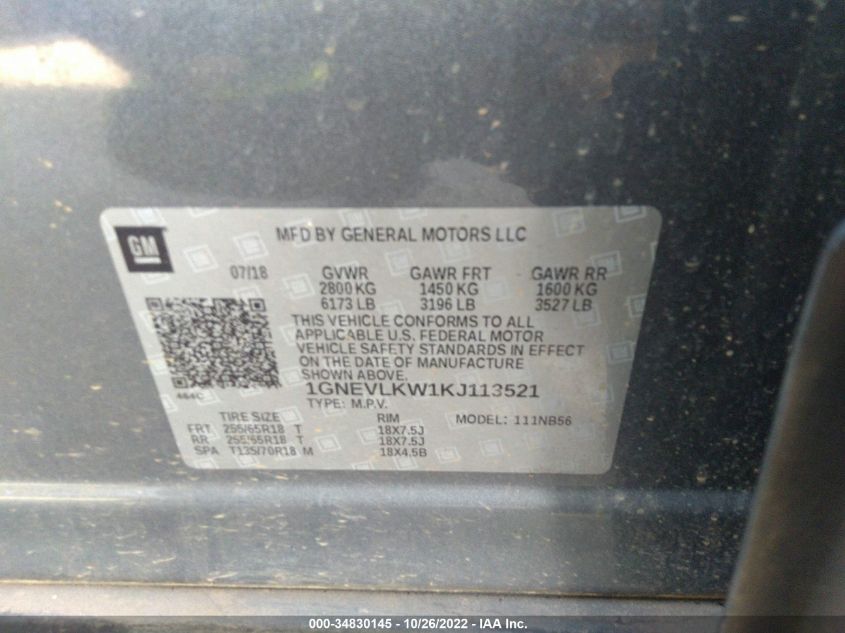 GM
MFD BY GENERAL MOTORS LLC
07/18 GVWR GAWR FRT GAWR RR
2800 KG 1450 KG 1600 KG
6173 LB 3196 LB 3527 LB
THIS VEHICLE CONFORMS TO ALL
APPLICABLE U.S. FEDERAL MOTOR
VEHICLE SAFETY STANDARDS IN EFFECT
ON THE DATE OF MANUFACTURE
SHOWN ABOVE.
484C 1GNEVLKW1KJ113521
TYPE: M.P.V.
TIRE SIZE RIM MODEL: 111NB56
FRT 255/65R18 T 18X7.5J
RR 255/65R18 T 18X7.5J
SPA T135/70R18 M 18X4.5B
000-34830145 - 10/26/2022 - IAA Inc.